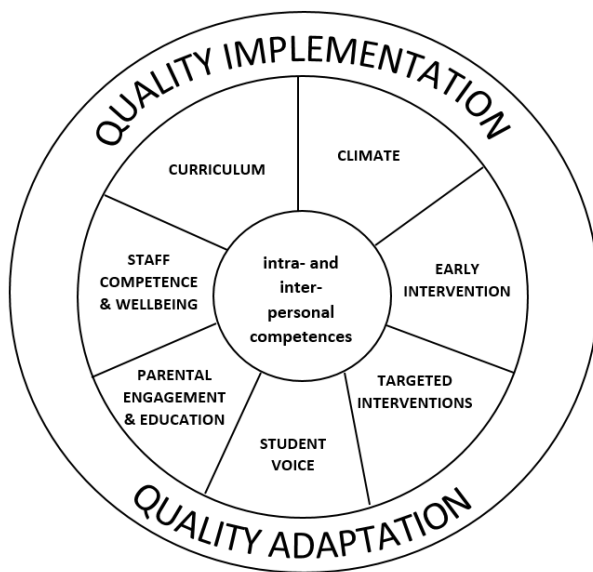 QUALITY IMPLEMENTATION
CURRICULUM
CLIMATE
STAFF
COMPETENCE
& WELLBEING
intra- and
inter-
personal
competences
EARLY
INTERVENTION
PARENTAL
ENGAGEMENT
& EDUCATION
TARGETED
INTERVENTIONS
STUDENT
VOICE
QUALITY ADAPTATION